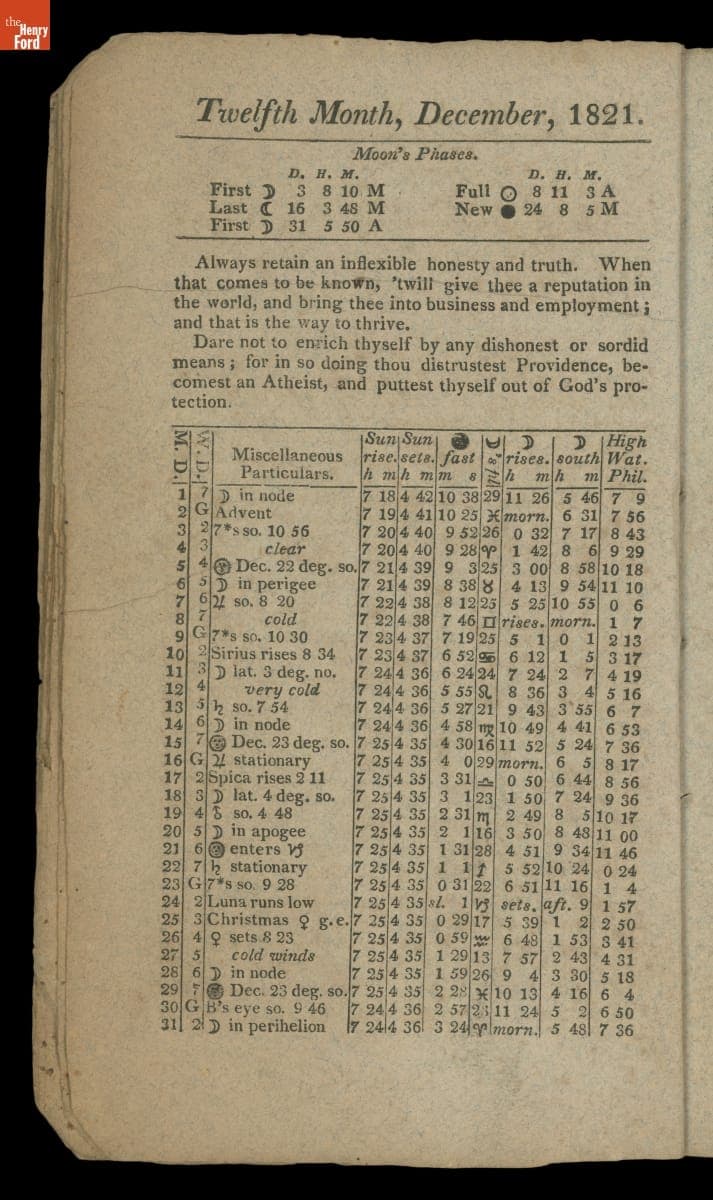 the Henry Ford
Twelfth Month, December, 1821.
Moon's Phases.
D. H. M. D. H. M.
First ☽ 3 8 10 M Full ☉ 8 11 3 A
Last ☾ 16 3 48 M New ● 24 8 5 M
First ☽ 31 5 50 A
Always retain an inflexible honesty and truth. When
that comes to be known, 'twill give thee a reputation in
the world, and bring thee into business and employment;
and that is the way to thrive.
Dare not to enrich thyself by any dishonest or sordid
means; for in so doing thou distrustest Providence, be-
comest an Atheist, and puttest thyself out of God's pro-
tection.
M. D. W. D. Miscellaneous Particulars. Sun rise. h m Sun sets. h m fast m s ☽ rises. h m ☽ south h m High Wat. Phil.
1 7 ☽ in node 7 18 4 42 10 38 29 11 26 5 46 7 9
2 G Advent 7 19 4 41 10 25 ♓ morn. 6 31 7 56
3 2 7*s so. 10 56 7 20 4 40 9 52 26 0 32 7 17 8 43
4 3 clear 7 20 4 40 9 28 ♈ 1 42 8 6 9 29
5 4 ☉ Dec. 22 deg. so. 7 21 4 39 9 3 25 3 00 8 58 10 18
6 5 ☽ in perigee 7 21 4 39 8 38 ♉ 4 13 9 54 11 10
7 6 ♃ so. 8 20 7 22 4 38 8 12 25 5 25 10 55 0 6
8 7 cold 7 22 4 38 7 46 ♊ rises. morn. 1 7
9 G 7*s so. 10 30 7 23 4 37 7 19 25 5 1 0 1 2 13
10 2 Sirius rises 8 34 7 23 4 37 6 52 ♋ 6 12 1 5 3 17
11 3 ☽ lat. 3 deg. no. 7 24 4 36 6 24 24 7 24 2 7 4 19
12 4 very cold 7 24 4 36 5 55 ♌ 8 36 3 4 5 16
13 5 ♄ so. 7 54 7 24 4 36 5 27 21 9 43 3 55 6 7
14 6 ☽ in node 7 24 4 36 4 58 ♍ 10 49 4 41 6 53
15 7 ☉ Dec. 23 deg. so. 7 25 4 35 4 30 16 11 52 5 24 7 36
16 G ♃ stationary 7 25 4 35 4 0 29 morn. 6 5 8 17
17 2 Spica rises 2 11 7 25 4 35 3 31 ♎ 0 50 6 44 8 56
18 3 ☽ lat. 4 deg. so. 7 25 4 35 3 1 23 1 50 7 24 9 36
19 4 ♁ so. 4 48 7 25 4 35 2 31 ♏ 2 49 8 5 10 17
20 5 ☽ in apogee 7 25 4 35 2 1 16 3 50 8 48 11 00
21 6 ☉ enters ♑ 7 25 4 35 1 31 28 4 51 9 34 11 46
22 7 ♄ stationary 7 25 4 35 1 1 ♐ 5 52 10 24 0 24
23 G 7*s so. 9 28 7 25 4 35 0 31 22 6 51 11 16 1 4
24 2 Luna runs low 7 25 4 35 sl. 1 ♑ sets. aft. 9 1 57
25 3 Christmas ♀ g.e. 7 25 4 35 0 29 17 5 39 1 2 2 50
26 4 ♀ sets 8 23 7 25 4 35 0 59 ♒ 6 48 1 53 3 41
27 5 cold winds 7 25 4 35 1 29 13 7 57 2 43 4 31
28 6 ☽ in node 7 25 4 35 1 59 26 9 4 3 30 5 18
29 7 ☉ Dec. 23 deg. so. 7 25 4 35 2 28 ♓ 10 13 4 16 6 4
30 G B's eye so. 9 46 7 24 4 36 2 57 23 11 24 5 2 6 50
31 2 ☽ in perihelion 7 24 4 36 3 24 ♈ morn. 5 48 7 36